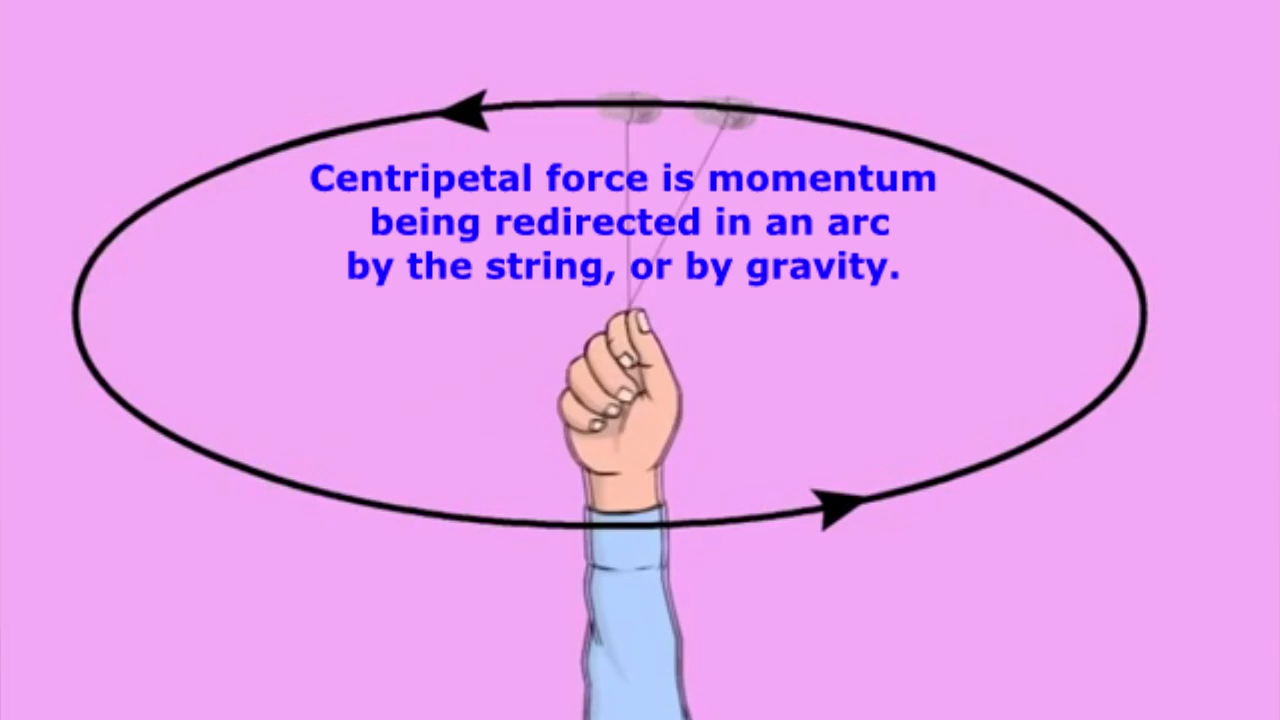 Centripetal force is momentum
being redirected in an arc
by the string, or by gravity.